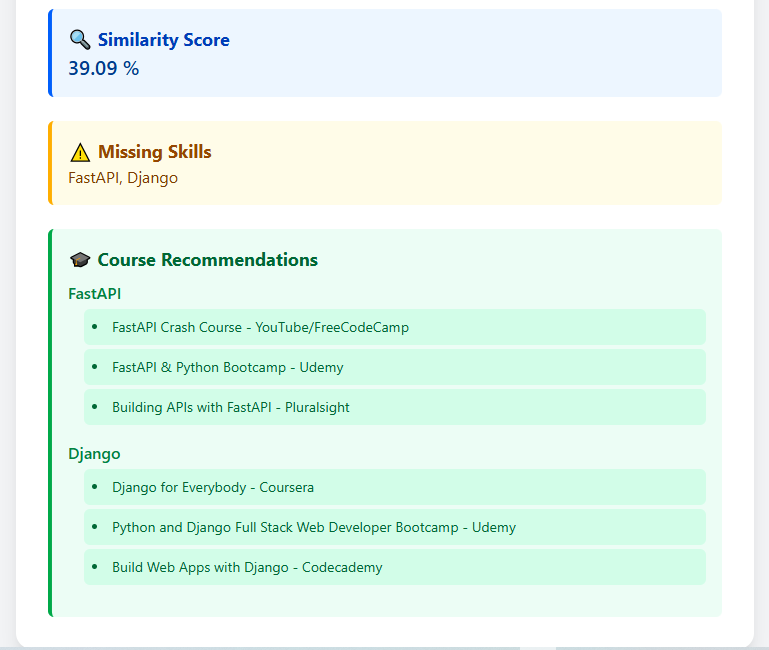 Similarity Score
39.09 %
Missing Skills
FastAPI, Django
Course Recommendations
FastAPI
• FastAPI Crash Course - YouTube/FreeCodeCamp
• FastAPI & Python Bootcamp - Udemy
• Building APIs with FastAPI - Pluralsight
Django
• Django for Everybody - Coursera
• Python and Django Full Stack Web Developer Bootcamp - Udemy
• Build Web Apps with Django - Codecademy